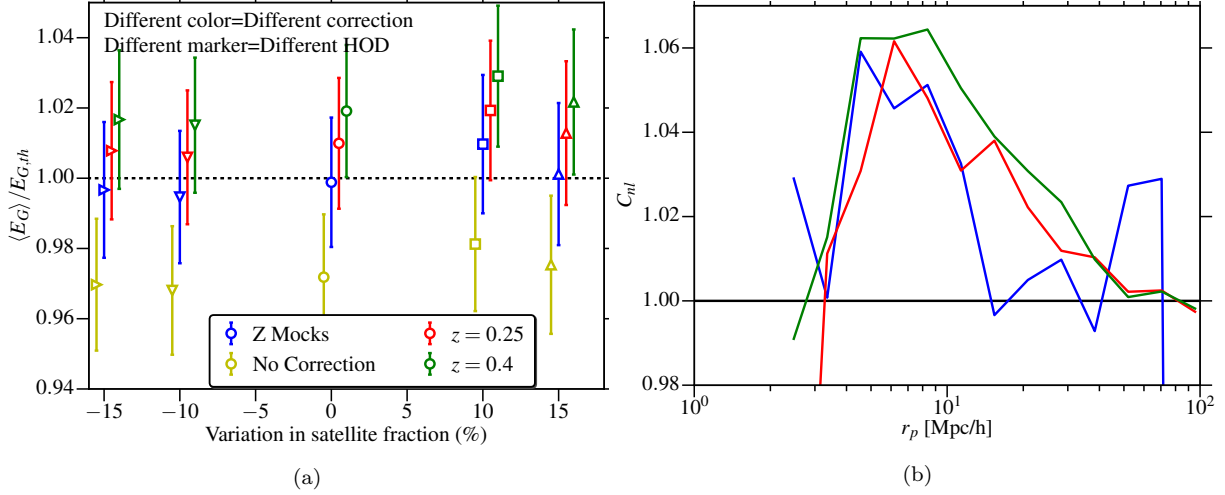 Different color=Different correction
Different marker=Different HOD
1.04
1.02
1.00
0.98
0.96
0.94
⟨E_G⟩/E_{G,th}
Z Mocks
No Correction
z = 0.25
z = 0.4
−15 −10 −5 0 5 10 15
Variation in satellite fraction (%)
(a)
1.06
1.04
1.02
1.00
0.98
C_{nl}
10^0 10^1 10^2
r_p [Mpc/h]
(b)